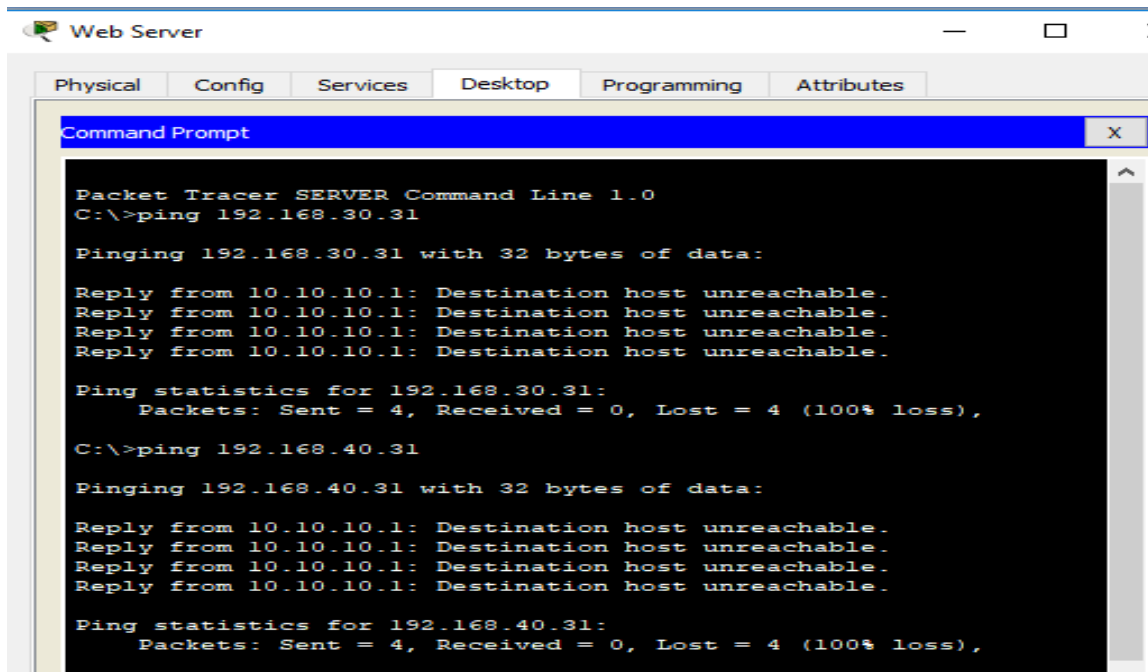 Web Server
Physical Config Services Desktop Programming Attributes
Command Prompt X
Packet Tracer SERVER Command Line 1.0
C:\>ping 192.168.30.31
Pinging 192.168.30.31 with 32 bytes of data:
Reply from 10.10.10.1: Destination host unreachable.
Reply from 10.10.10.1: Destination host unreachable.
Reply from 10.10.10.1: Destination host unreachable.
Reply from 10.10.10.1: Destination host unreachable.
Ping statistics for 192.168.30.31:
Packets: Sent = 4, Received = 0, Lost = 4 (100% loss),
C:\>ping 192.168.40.31
Pinging 192.168.40.31 with 32 bytes of data:
Reply from 10.10.10.1: Destination host unreachable.
Reply from 10.10.10.1: Destination host unreachable.
Reply from 10.10.10.1: Destination host unreachable.
Reply from 10.10.10.1: Destination host unreachable.
Ping statistics for 192.168.40.31:
Packets: Sent = 4, Received = 0, Lost = 4 (100% loss),